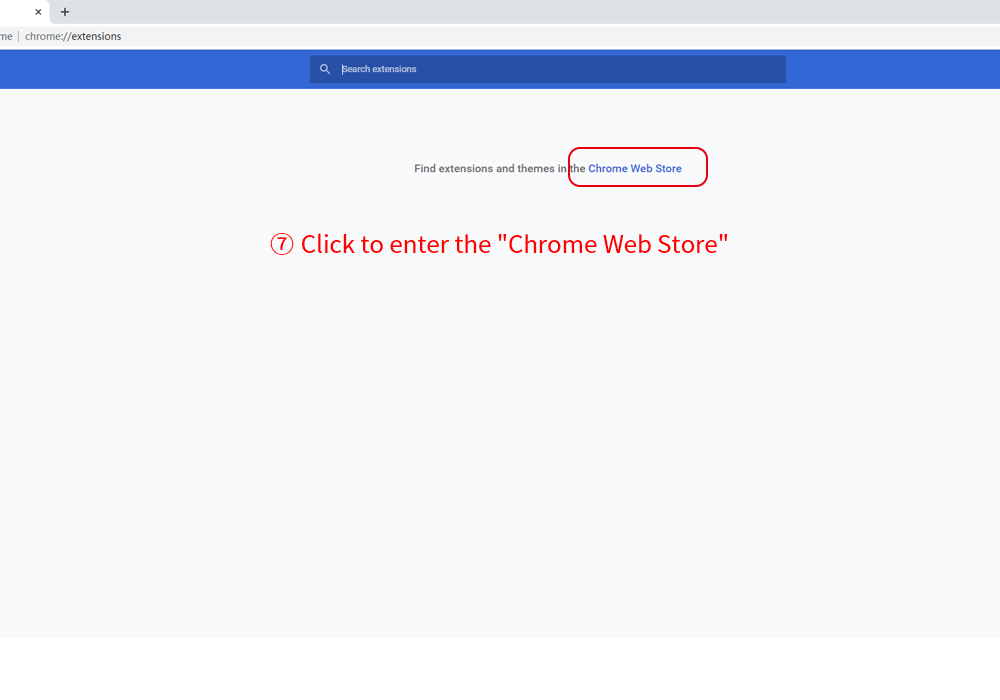 me | chrome://extensions
Search extensions
Find extensions and themes in the Chrome Web Store
⑦ Click to enter the "Chrome Web Store"